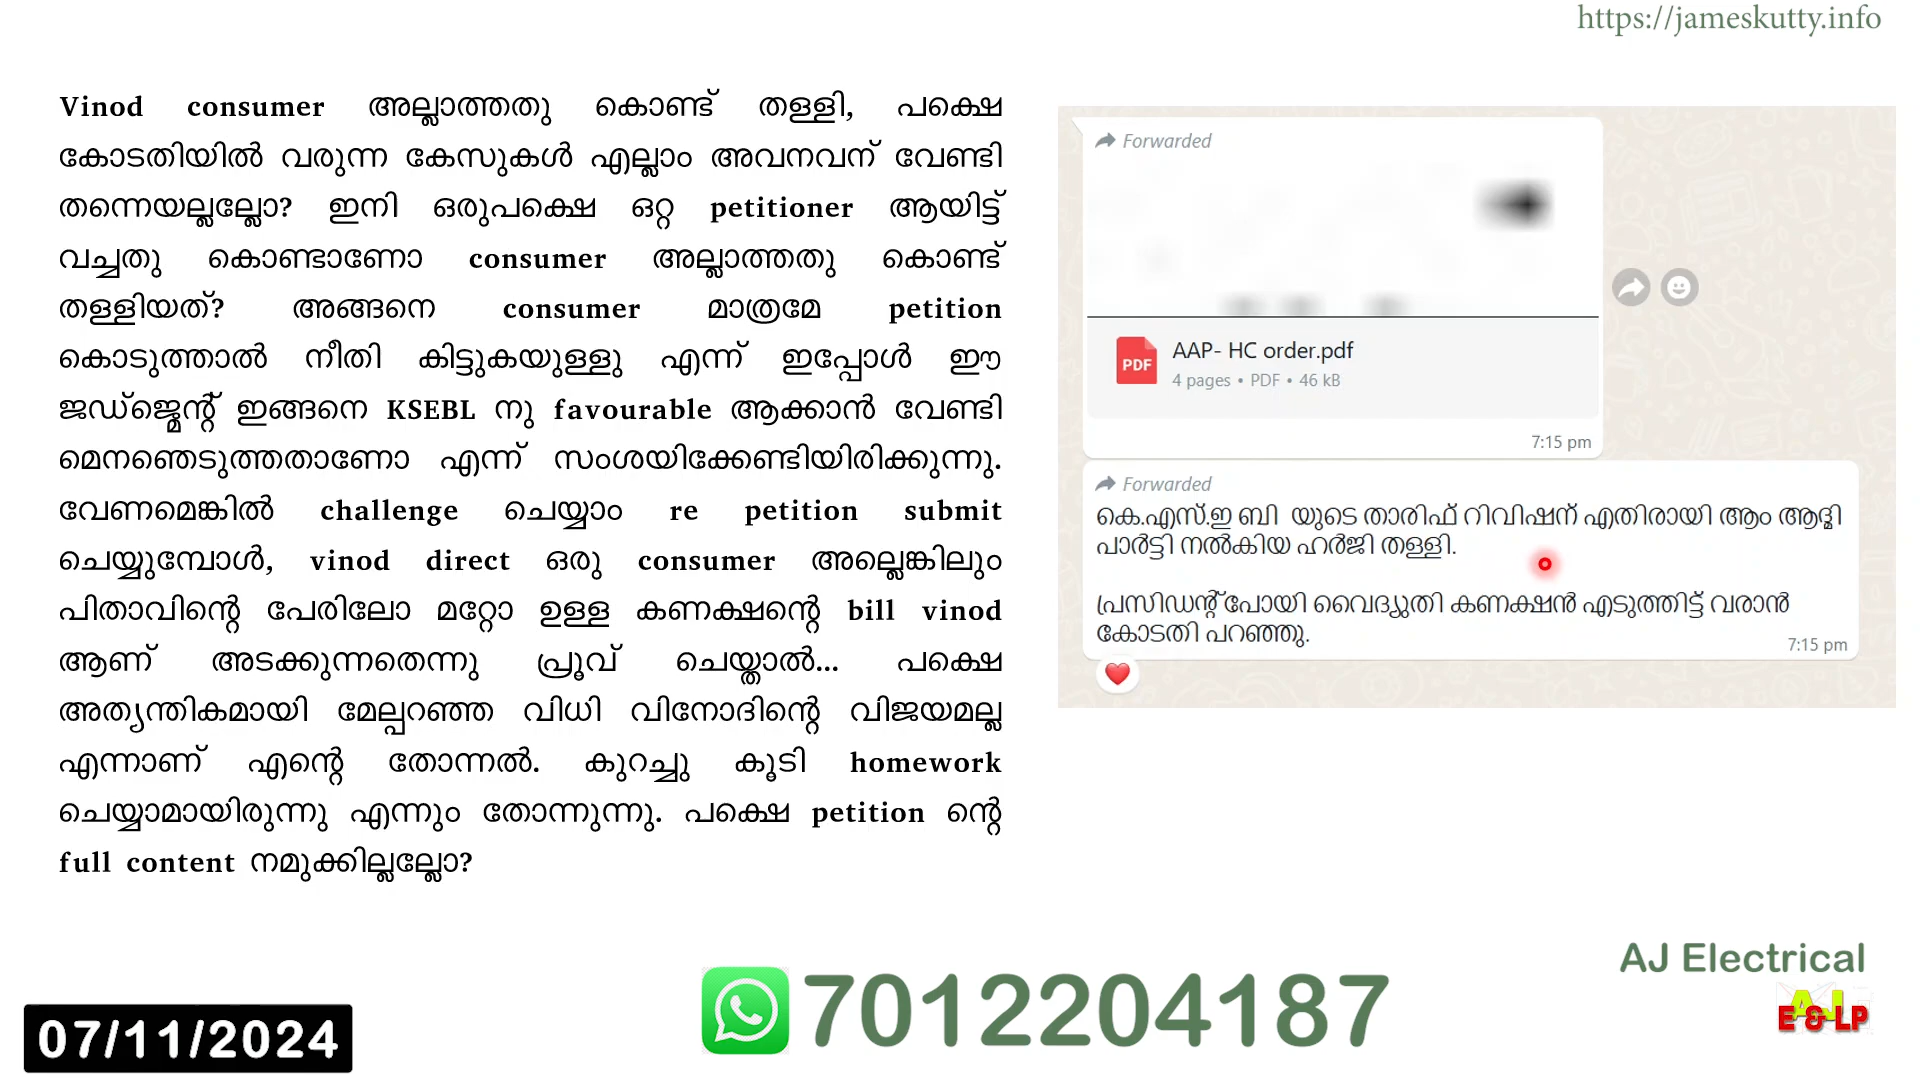 https://jameskutty.info
Vinod consumer അല്ലാത്തതു കൊണ്ട് തള്ളി, പക്ഷെ
കോടതിയിൽ വരുന്ന കേസുകൾ എല്ലാം അവനവന് വേണ്ടി
തന്നെയല്ലല്ലോ? ഇനി ഒരുപക്ഷെ ഒറ്റ petitioner ആയിട്ട്
വച്ചതു കൊണ്ടാണോ consumer അല്ലാത്തതു കൊണ്ട്
തള്ളിയത്? അങ്ങനെ consumer മാത്രമേ petition
കൊടുത്താൽ നീതി കിട്ടുകയുള്ളു എന്ന് ഇപ്പോൾ ഈ
ജഡ്ജ്മെന്റ് ഇങ്ങനെ KSEBL നു favourable ആക്കാൻ വേണ്ടി
മെനഞെടുത്തതാണോ എന്ന് സംശയിക്കേണ്ടിയിരിക്കുന്നു.
വേണമെങ്കിൽ challenge ചെയ്യാം re petition submit
ചെയ്യുമ്പോൾ, vinod direct ഒരു consumer അല്ലെങ്കിലും
പിതാവിന്റെ പേരിലോ മറ്റോ ഉള്ള കണക്ഷന്റെ bill vinod
ആണ് അടക്കുന്നതെന്നു പ്രൂവ് ചെയ്താൽ... പക്ഷെ
അത്യന്തികമായി മേല്പറഞ്ഞ വിധി വിനോദിന്റെ വിജയമല്ല
എന്നാണ് എന്റെ തോന്നൽ. കുറച്ചു കൂടി homework
ചെയ്യാമായിരുന്നു എന്നും തോന്നുന്നു. പക്ഷെ petition ന്റെ
full content നമുക്കില്ലല്ലോ?
Forwarded
PDF
AAP- HC order.pdf
4 pages • PDF • 46 kB
7:15 pm
Forwarded
കെ.എസ്.ഇ ബി യുടെ താരിഫ് റിവിഷന് എതിരായി ആം ആദ്മി
പാർട്ടി നൽകിയ ഹർജി തള്ളി.
പ്രസിഡന്റ് പോയി വൈദ്യുതി കണക്ഷൻ എടുത്തിട്ട് വരാൻ
കോടതി പറഞ്ഞു.
7:15 pm
AJ Electrical
AJ
E & LP
7012204187
07/11/2024